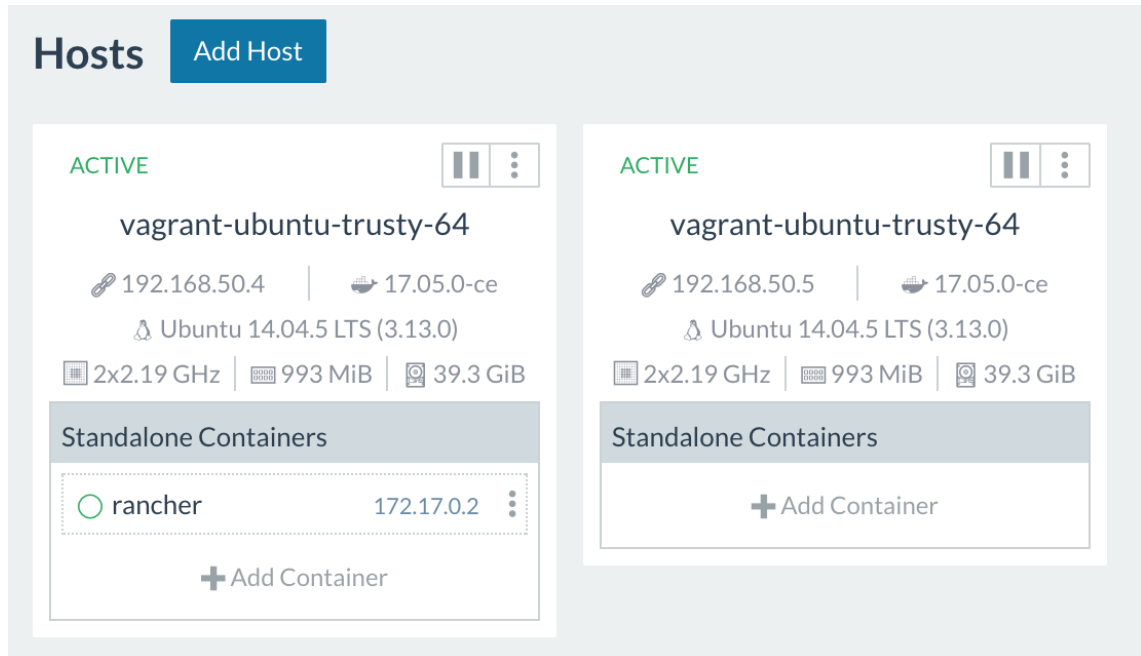 Hosts Add Host
ACTIVE
vagrant-ubuntu-trusty-64
192.168.50.4 17.05.0-ce
Ubuntu 14.04.5 LTS (3.13.0)
2x2.19 GHz 993 MiB 39.3 GiB
Standalone Containers
rancher 172.17.0.2
Add Container
ACTIVE
vagrant-ubuntu-trusty-64
192.168.50.5 17.05.0-ce
Ubuntu 14.04.5 LTS (3.13.0)
2x2.19 GHz 993 MiB 39.3 GiB
Standalone Containers
Add Container